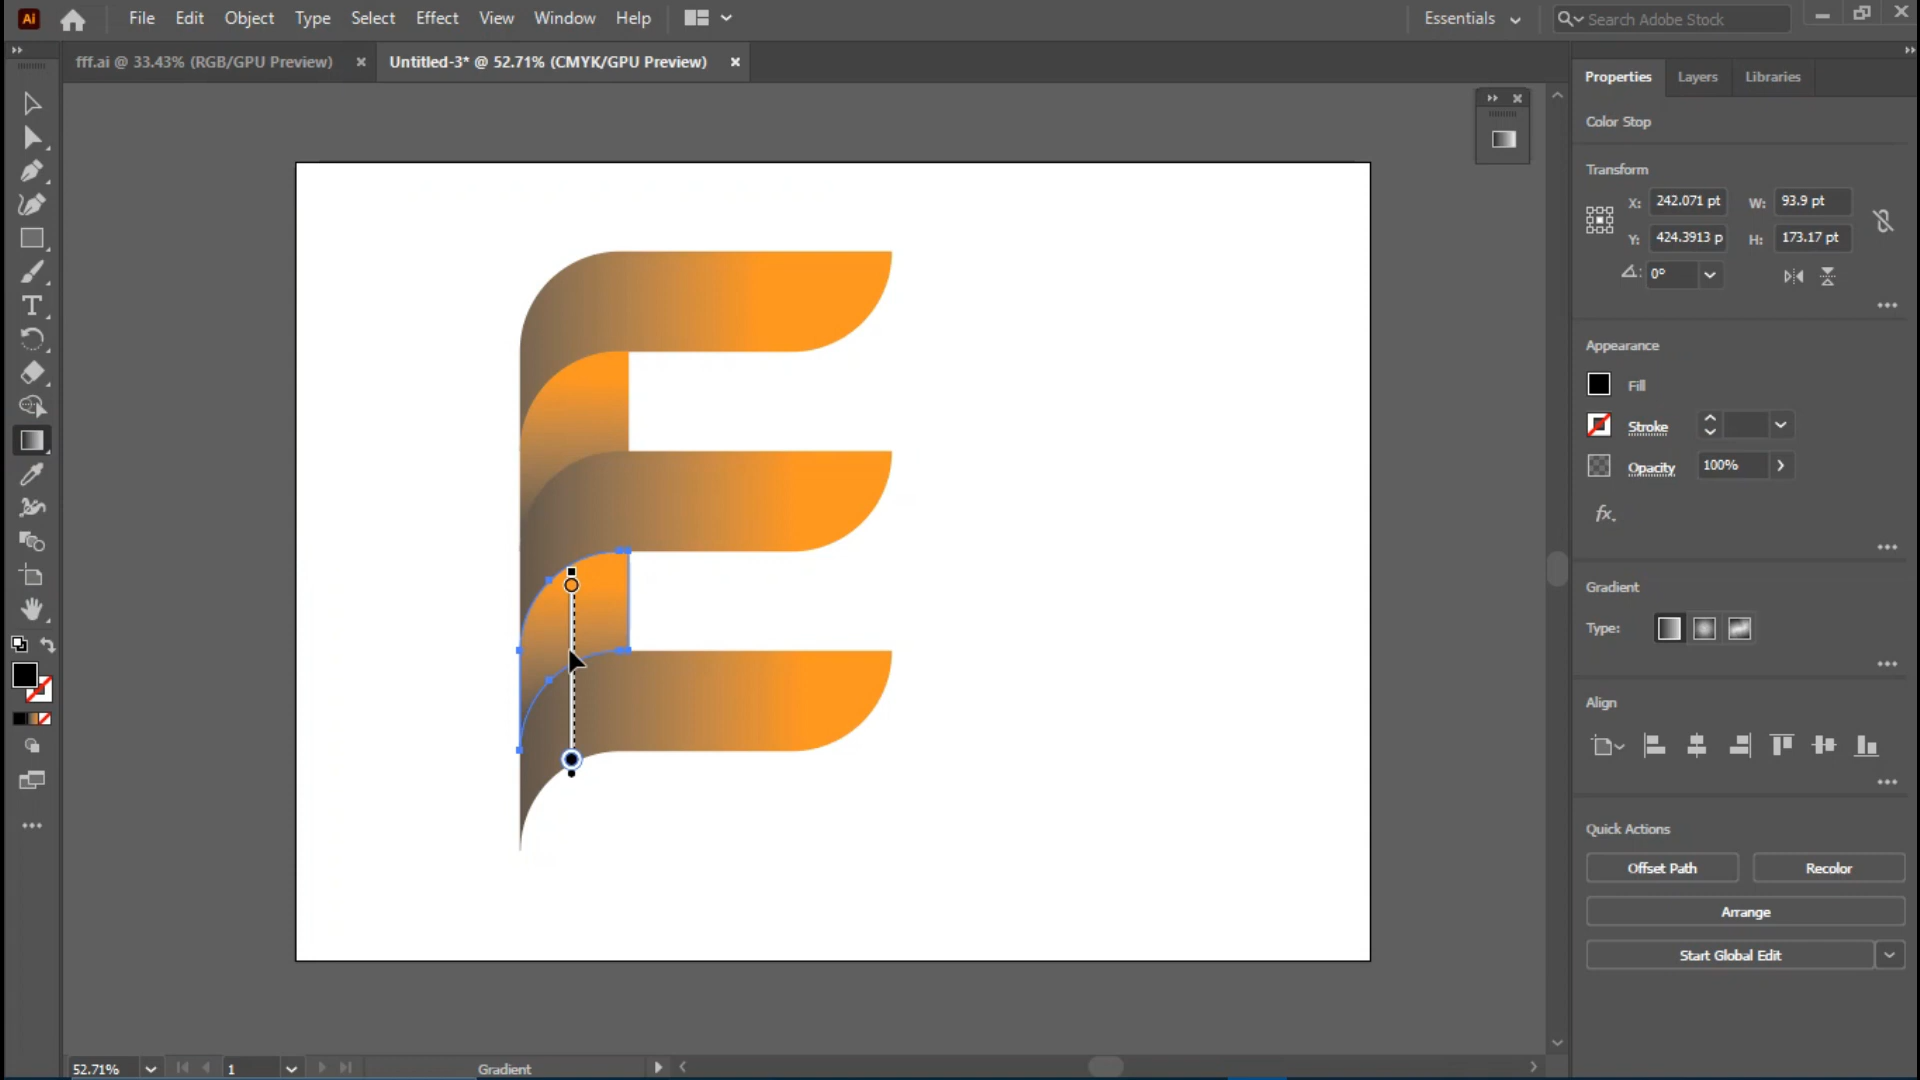 Ai File Edit Object Type Select Effect View Window Help Essentials Search Adobe Stock
fff.ai @ 33.43% (RGB/GPU Preview) Untitled-3* @ 52.71% (CMYK/GPU Preview)
Properties Layers Libraries
Color Stop
Transform
X: 242.071 pt W: 93.9 pt
Y: 424.3913 p H: 173.17 pt
0°
Appearance
Fill
Stroke
Opacity 100%
fx.
Gradient
Type:
Align
Quick Actions
Offset Path Recolor
Arrange
Start Global Edit
52.71% 1 Gradient